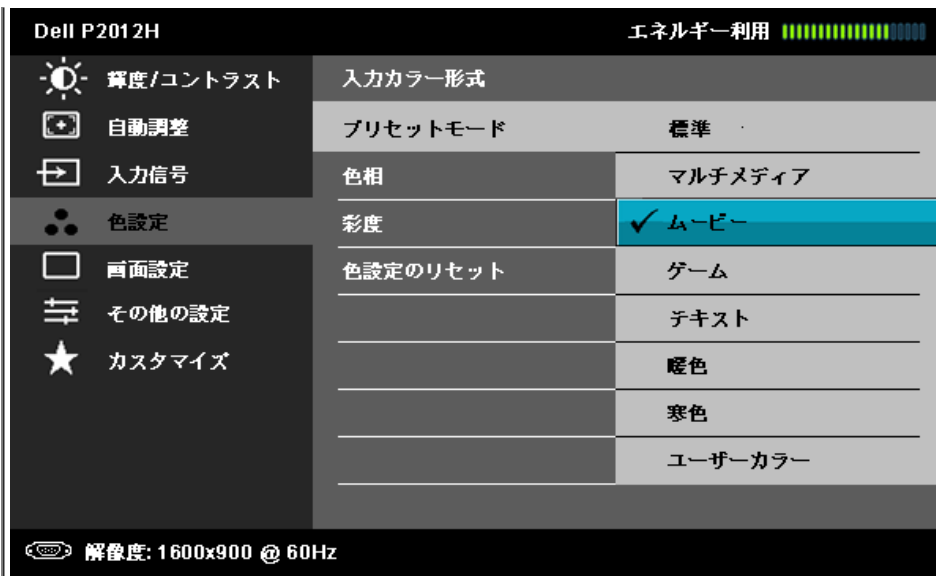 Dell P2012H エネルギー利用
輝度/コントラスト 入力カラー形式
自動調整 プリセットモード 標準
入力信号 色相 マルチメディア
色設定 彩度 ムービー
画面設定 色設定のリセット ゲーム
その他の設定 テキスト
カスタマイズ 暖色
寒色
ユーザーカラー
解像度: 1600x900 @ 60Hz